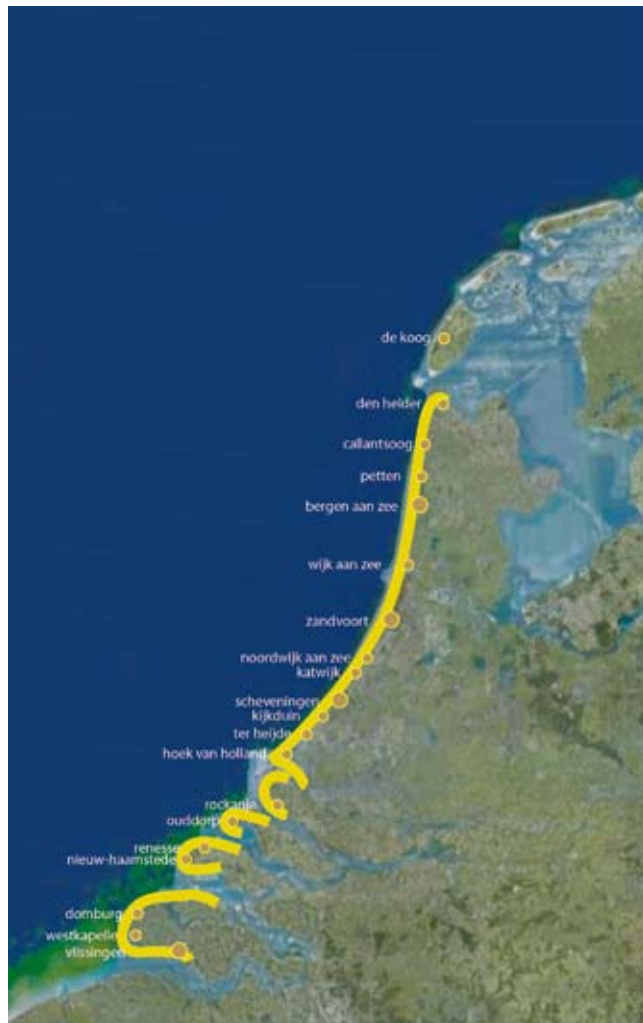 de koog
den helder
callantsoog
petten
bergen aan zee
wijk aan zee
zandvoort
noordwijk aan zee
katwijk
scheveningen
kijkduin
ter heijde
hoek van holland
rockanje
ouddorp
renesse
nieuw-haamstede
domburg
westkapelle
vlissingen